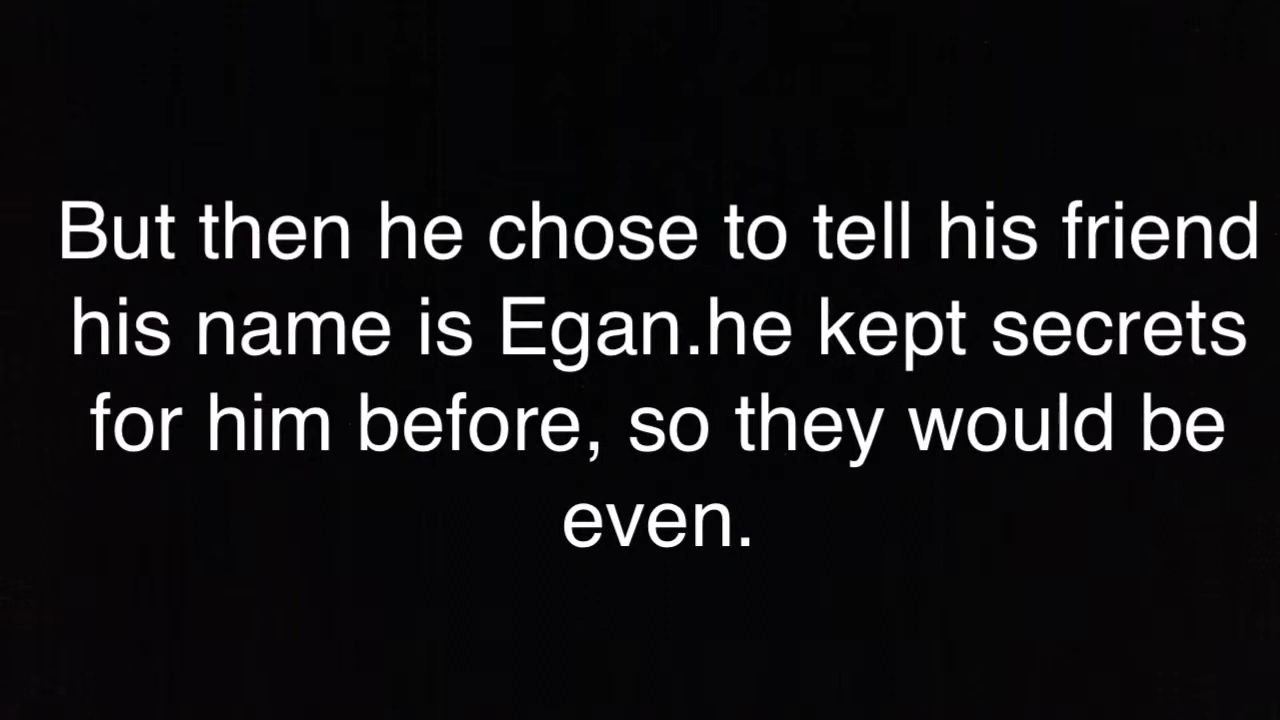 But then he chose to tell his friend
his name is Egan.he kept secrets
for him before, so they would be
even.